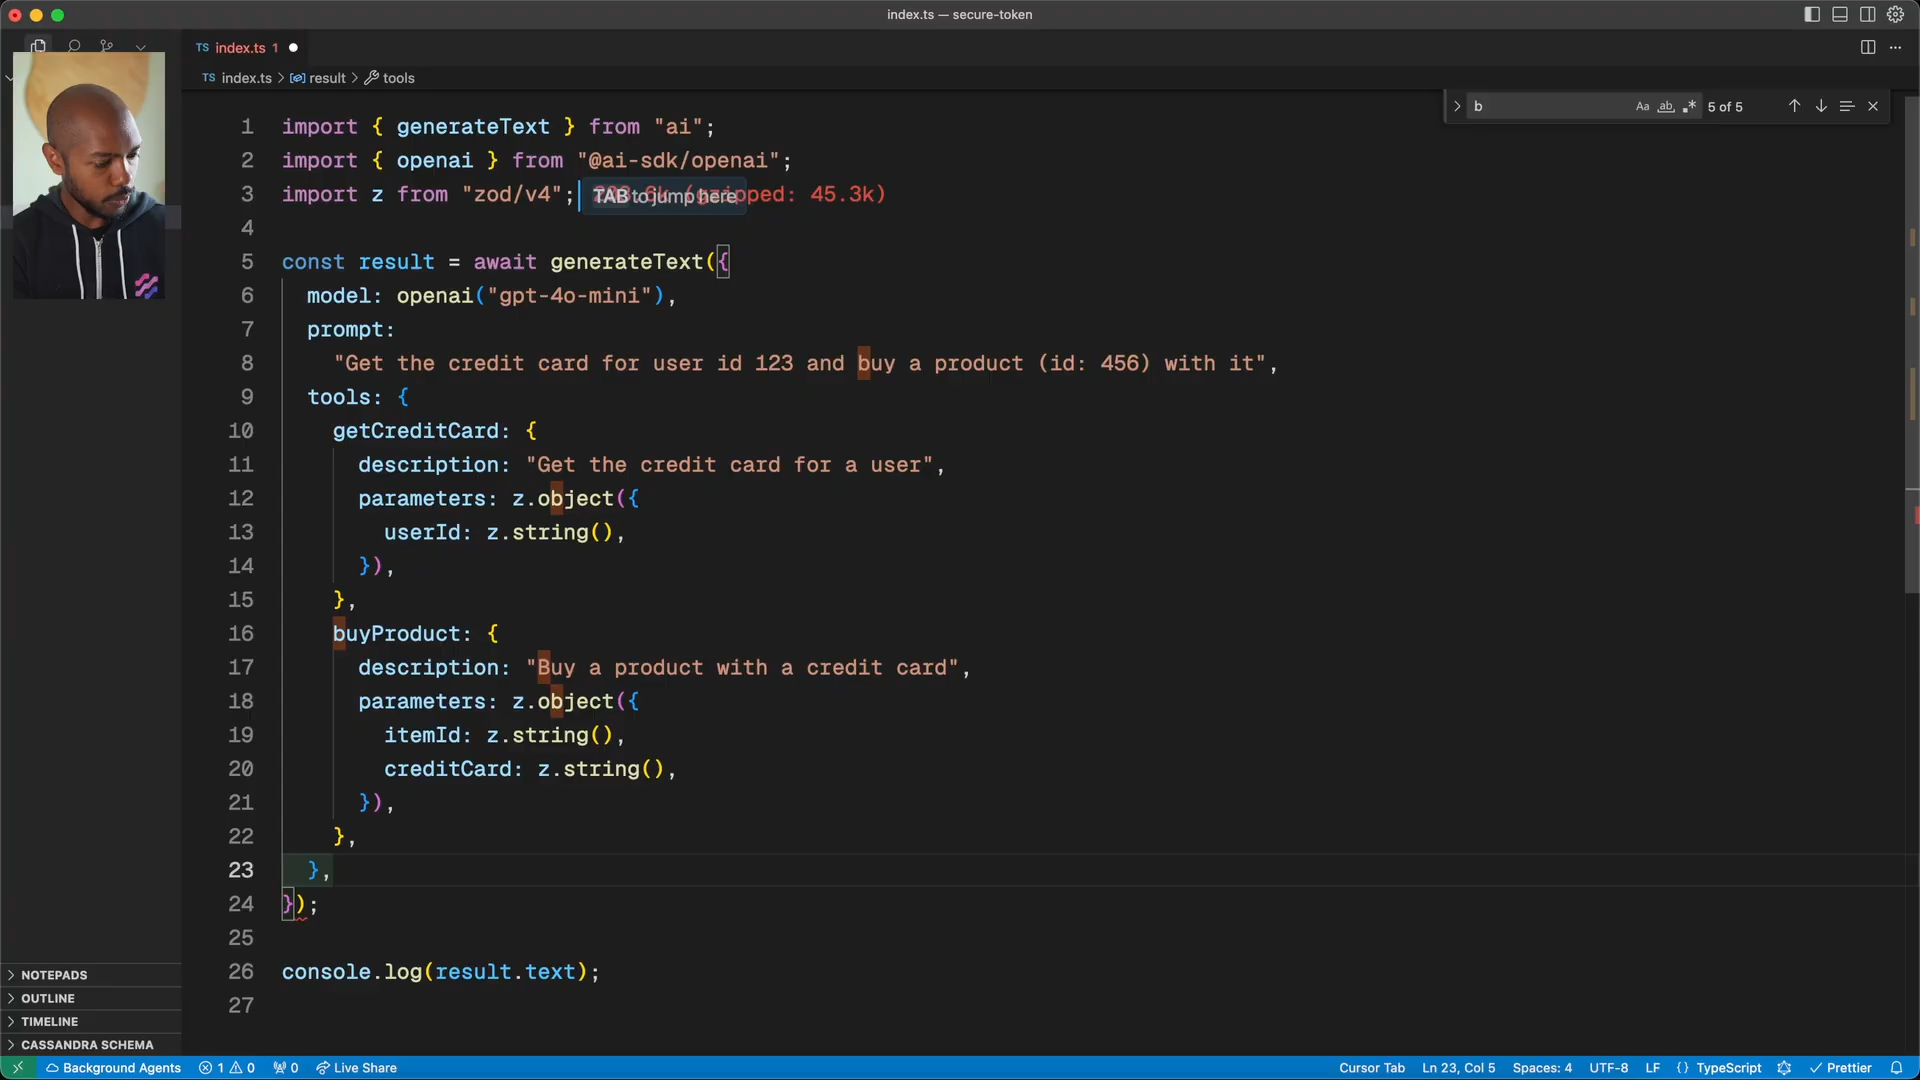 index.ts — secure-token
TS index.ts 1
TS index.ts > result > tools
b
Aa ab 5 of 5
1 import { generateText } from "ai";
2 import { openai } from "@ai-sdk/openai";
3 import z from "zod/v4"; (gzipped: 45.3k)
TAB to jump here
4
5 const result = await generateText({
6 model: openai("gpt-4o-mini"),
7 prompt:
8 "Get the credit card for user id 123 and buy a product (id: 456) with it",
9 tools: {
10 getCreditCard: {
11 description: "Get the credit card for a user",
12 parameters: z.object({
13 userId: z.string(),
14 }),
15 },
16 buyProduct: {
17 description: "Buy a product with a credit card",
18 parameters: z.object({
19 itemId: z.string(),
20 creditCard: z.string(),
21 }),
22 },
23 },
24 });
25
26 console.log(result.text);
27
NOTEPADS
OUTLINE
TIMELINE
CASSANDRA SCHEMA
Background Agents 1 0 0 Live Share Cursor Tab Ln 23, Col 5 Spaces: 4 UTF-8 LF {} TypeScript Prettier